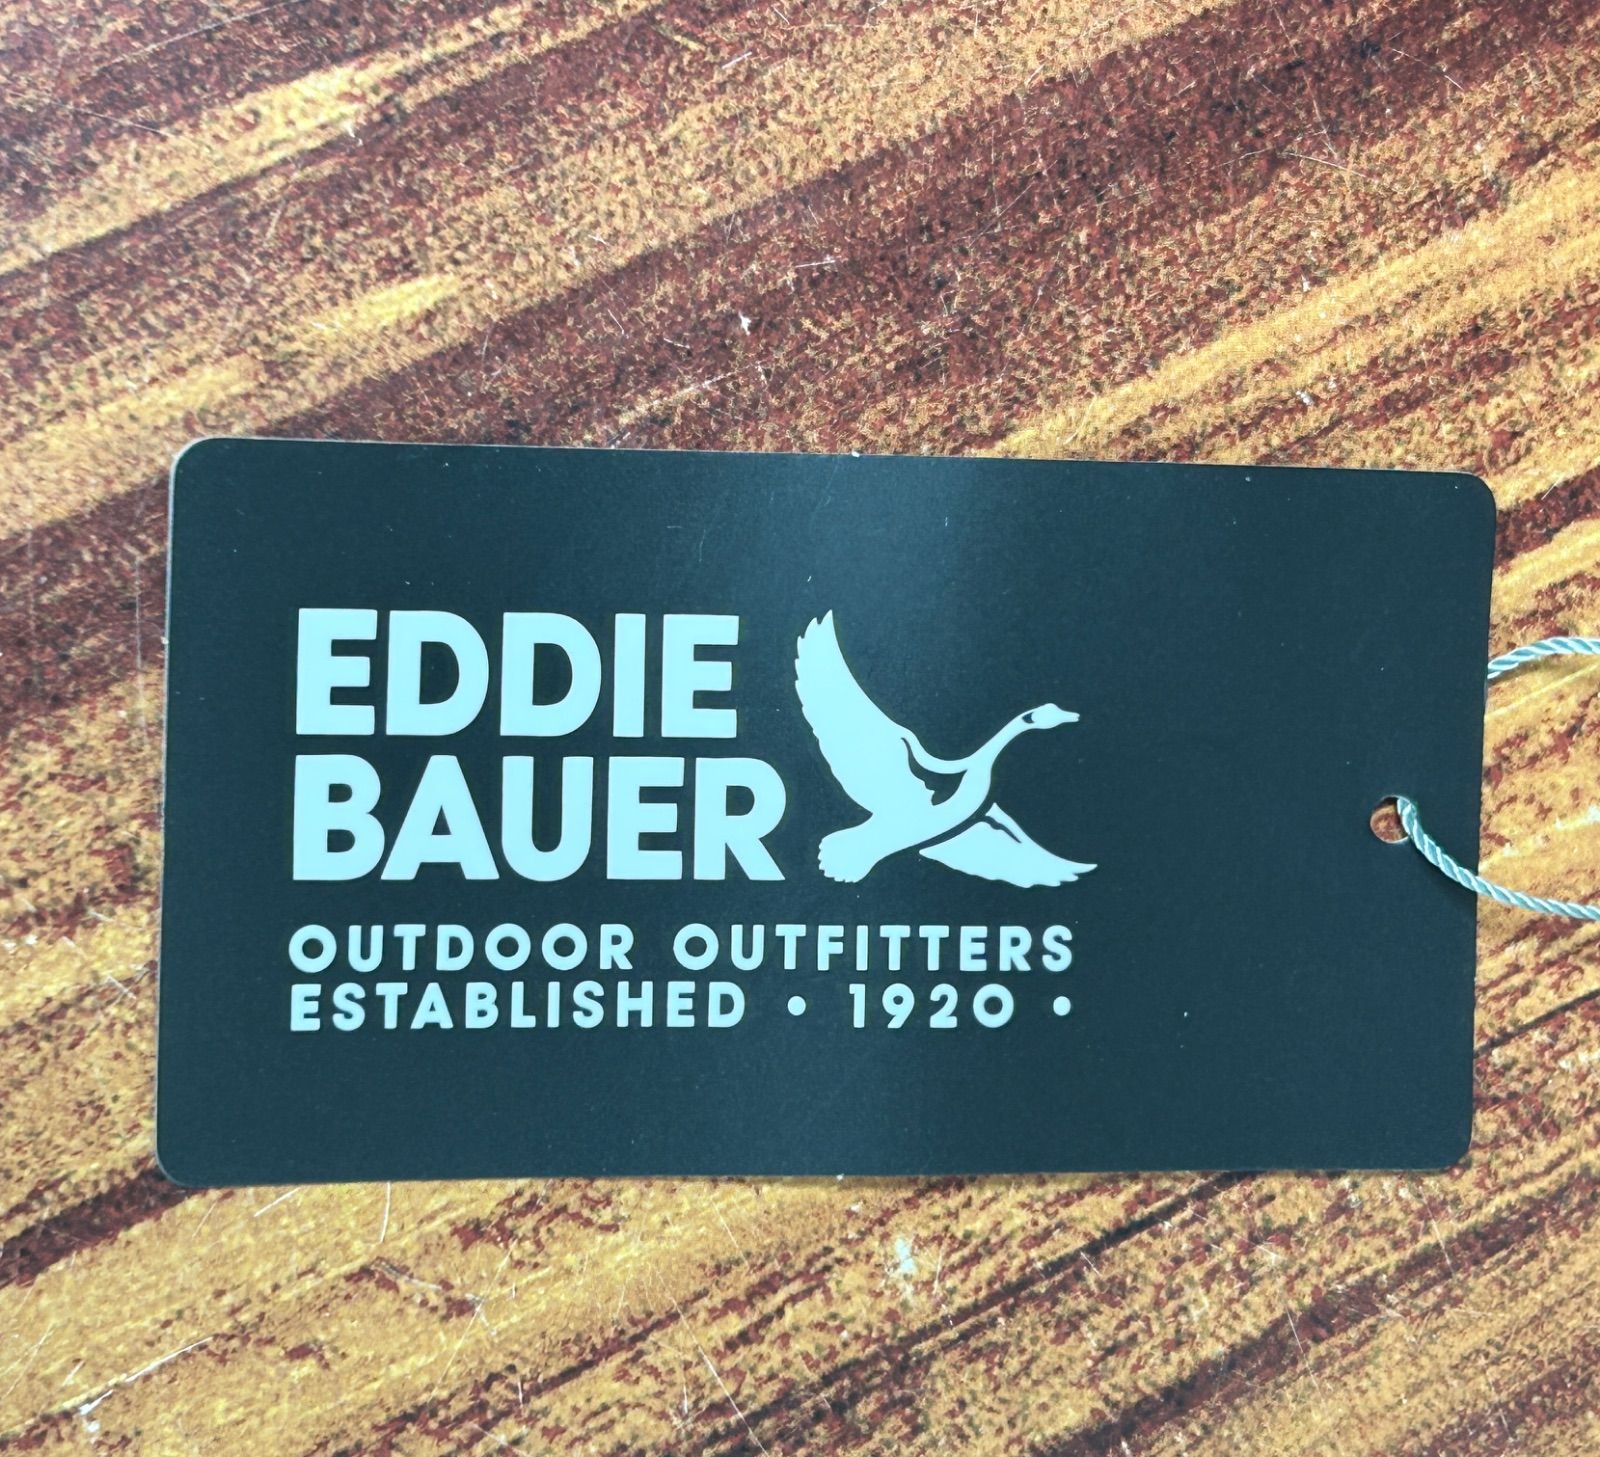 EDDIE
BAUER
OUTDOOR OUTFITTERS
ESTABLISHED • 1920 •